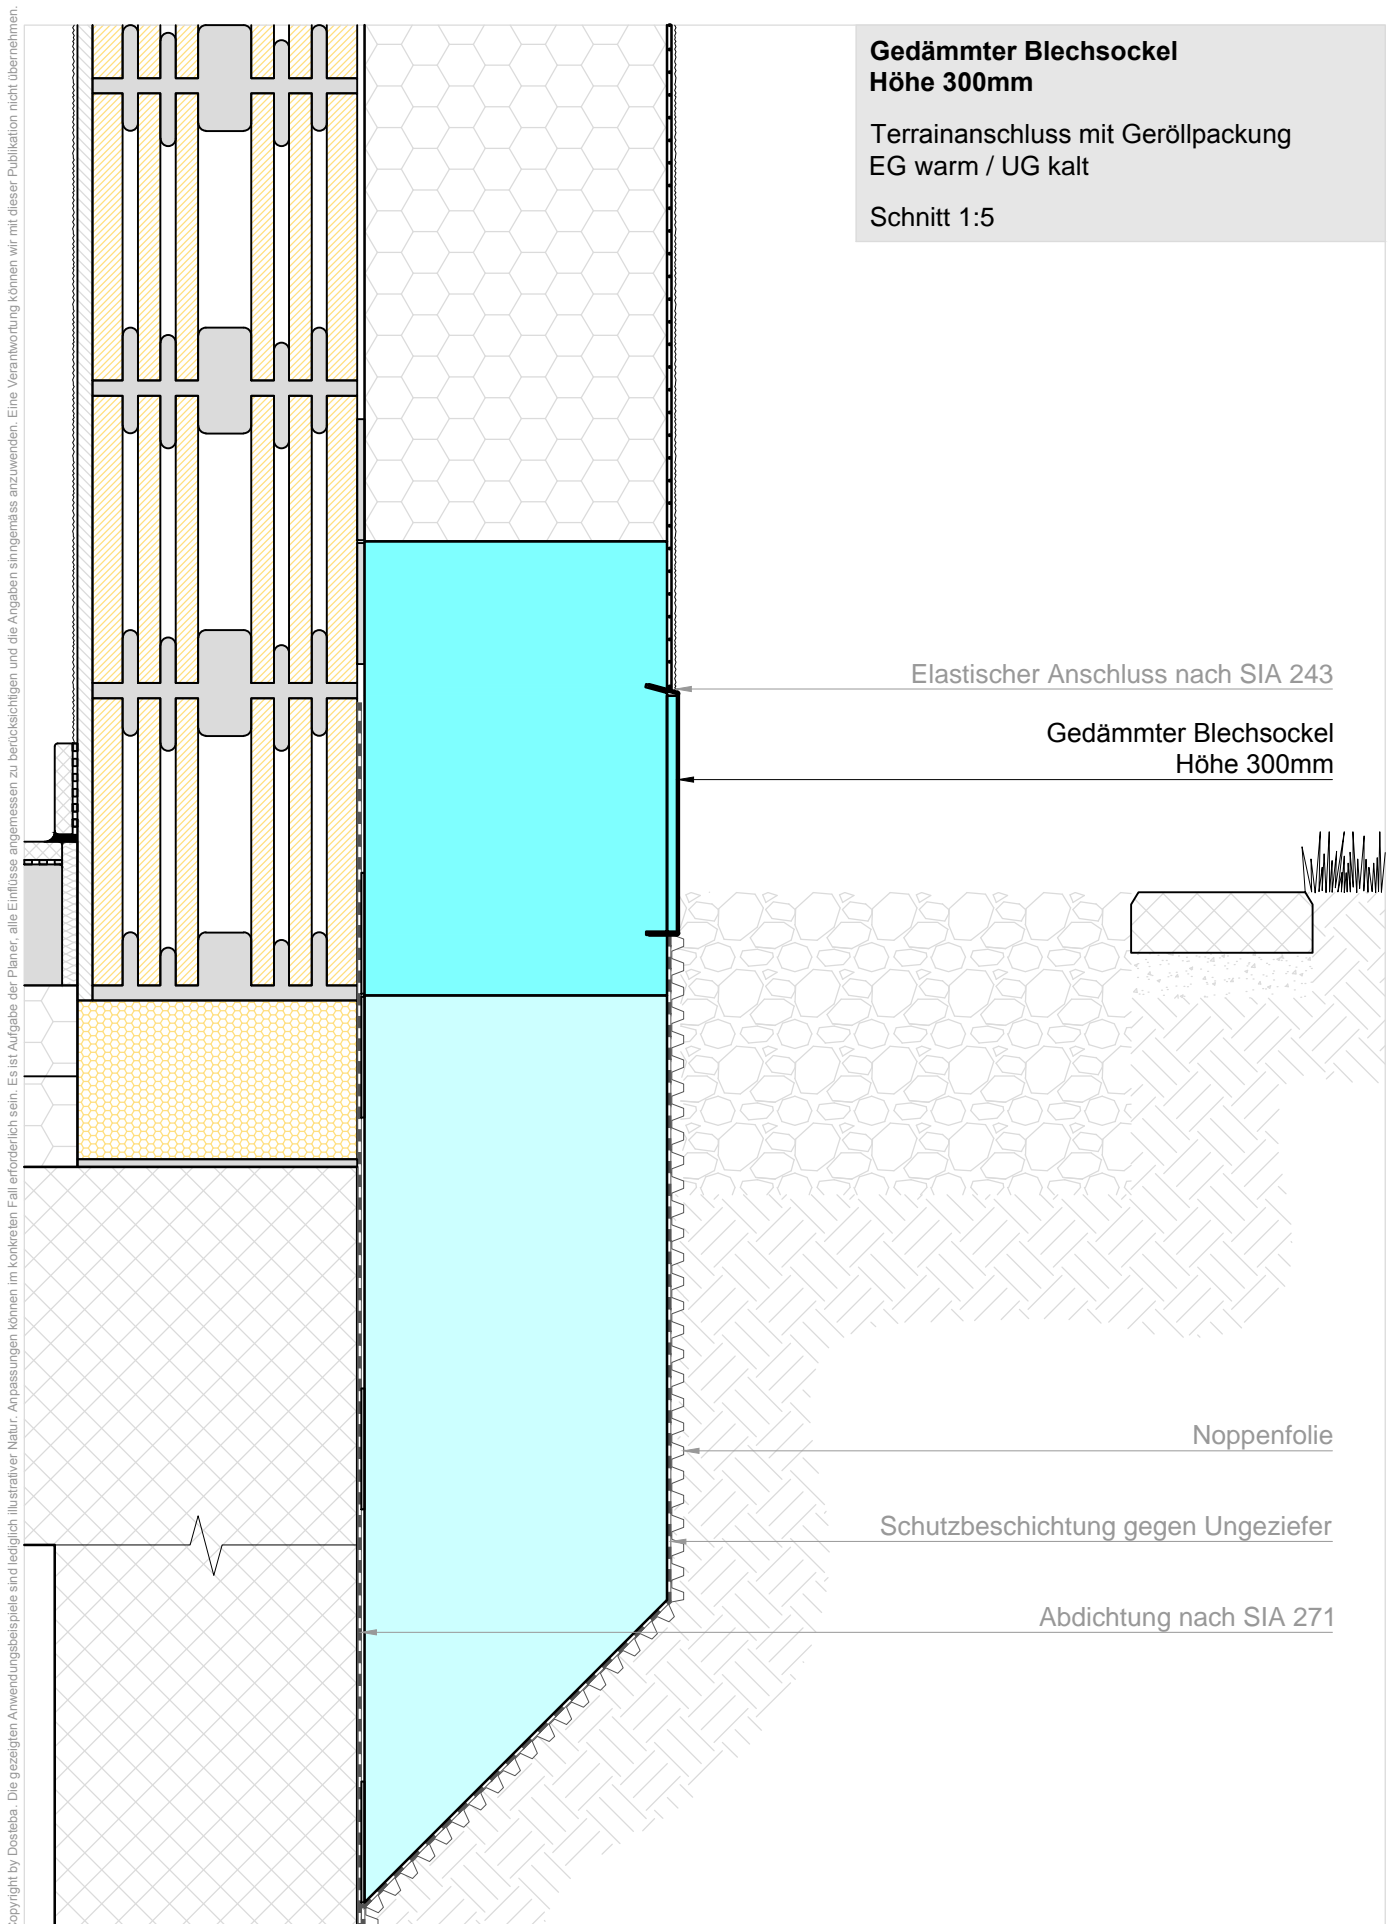 Gedämmter Blechsockel
Höhe 300mm
Terrainanschluss mit Geröllpackung
EG warm / UG kalt
Schnitt 1:5
Elastischer Anschluss nach SIA 243
Gedämmter Blechsockel
Höhe 300mm
Noppenfolie
Schutzbeschichtung gegen Ungeziefer
Abdichtung nach SIA 271
Copyright by Dosteba. Die gezeigten Anwendungsbeispiele sind lediglich illustrativer Natur. Anpassungen können im konkreten Fall erforderlich sein. Es ist Aufgabe der Planer, alle Einflüsse angemessen zu berücksichtigen und die Angaben sinngemäss anzuwenden. Eine Verantwortung können wir mit dieser Publikation nicht übernehmen.